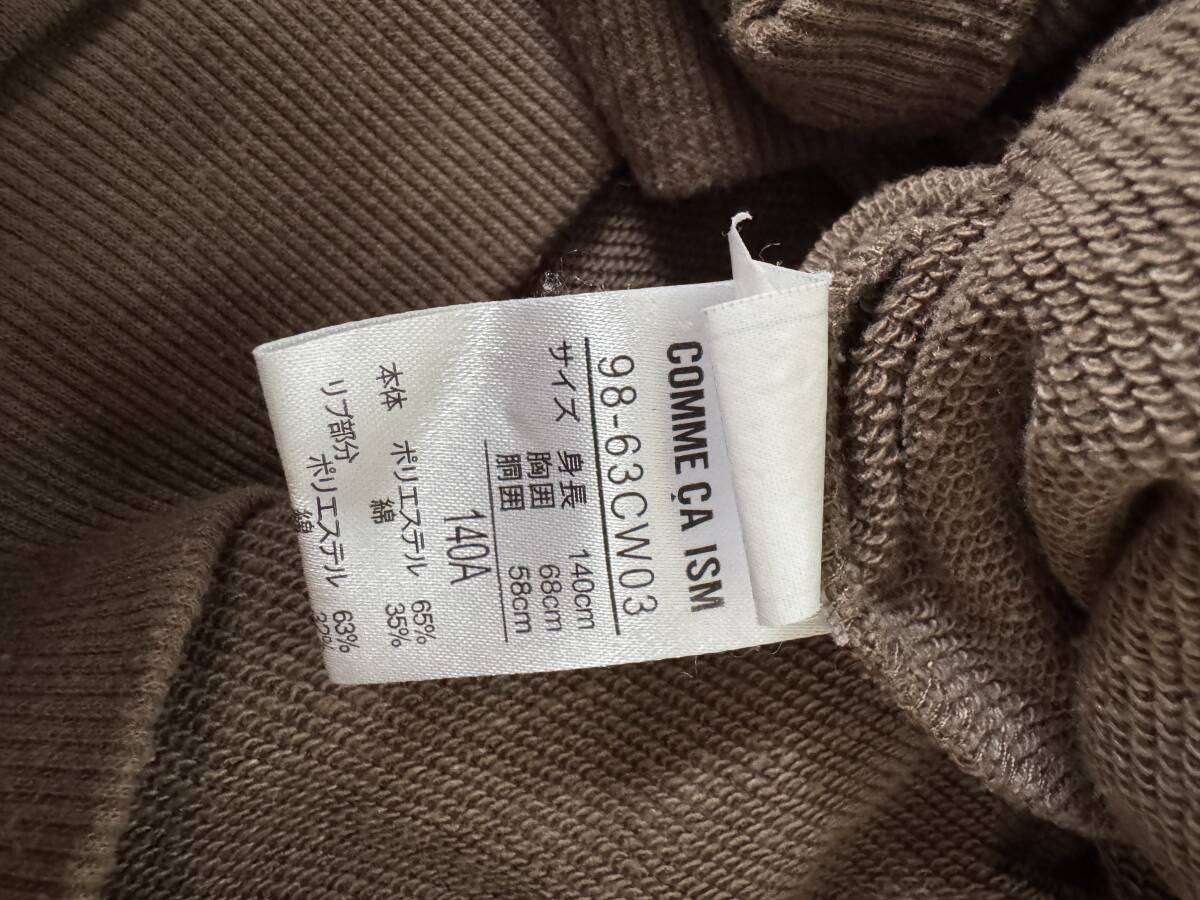 COMME ÇA ISM
98-63CW03
サイズ 身長 140cm
胸囲 68cm
胴囲 58cm
140A
本体 ポリエステル 65%
綿 35%
リブ部分
ポリエステル 63%
綿